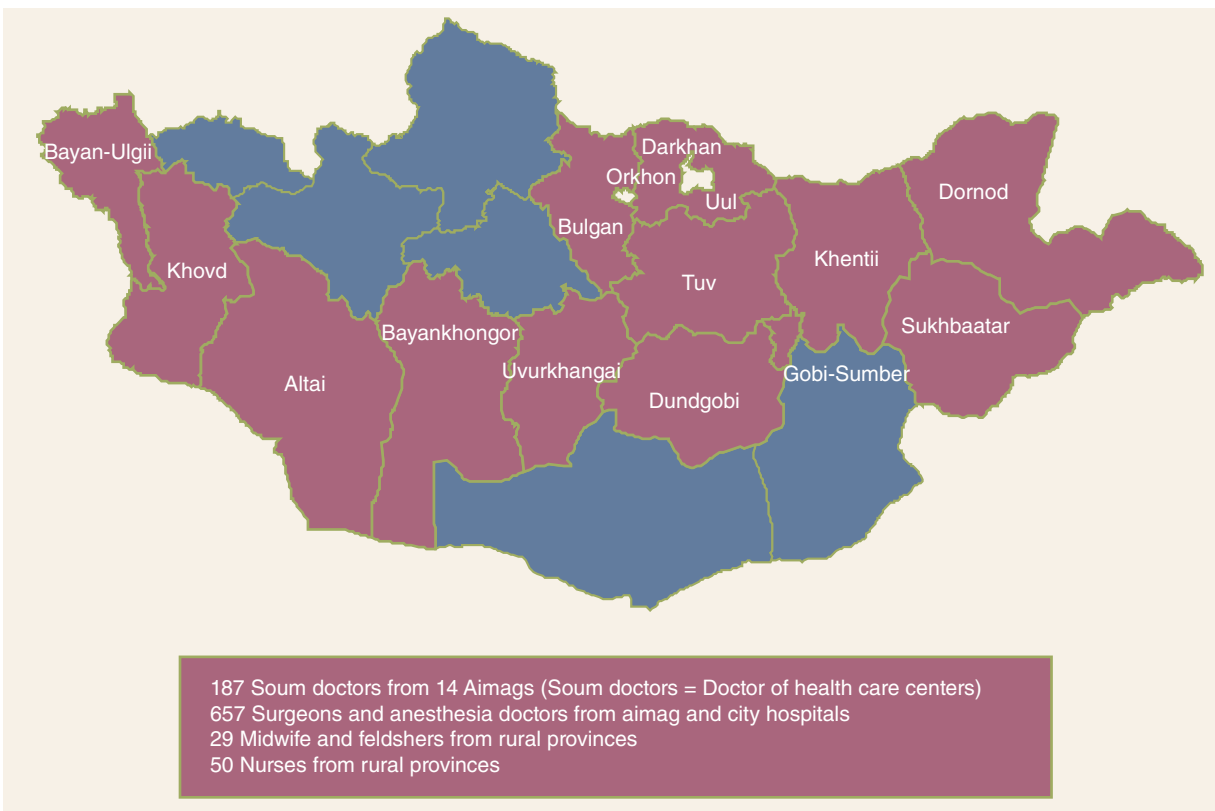 Bayan-Ulgii
Darkhan
Orkhon
Uul
Dornod
Bulgan
Khovd
Khentii
Tuv
Sukhbaatar
Bayankhongor
Uvurkhangai
Gobi-Sumber
Altai
Dundgobi
187 Soum doctors from 14 Aimags (Soum doctors = Doctor of health care centers)
657 Surgeons and anesthesia doctors from aimag and city hospitals
29 Midwife and feldshers from rural provinces
50 Nurses from rural provinces